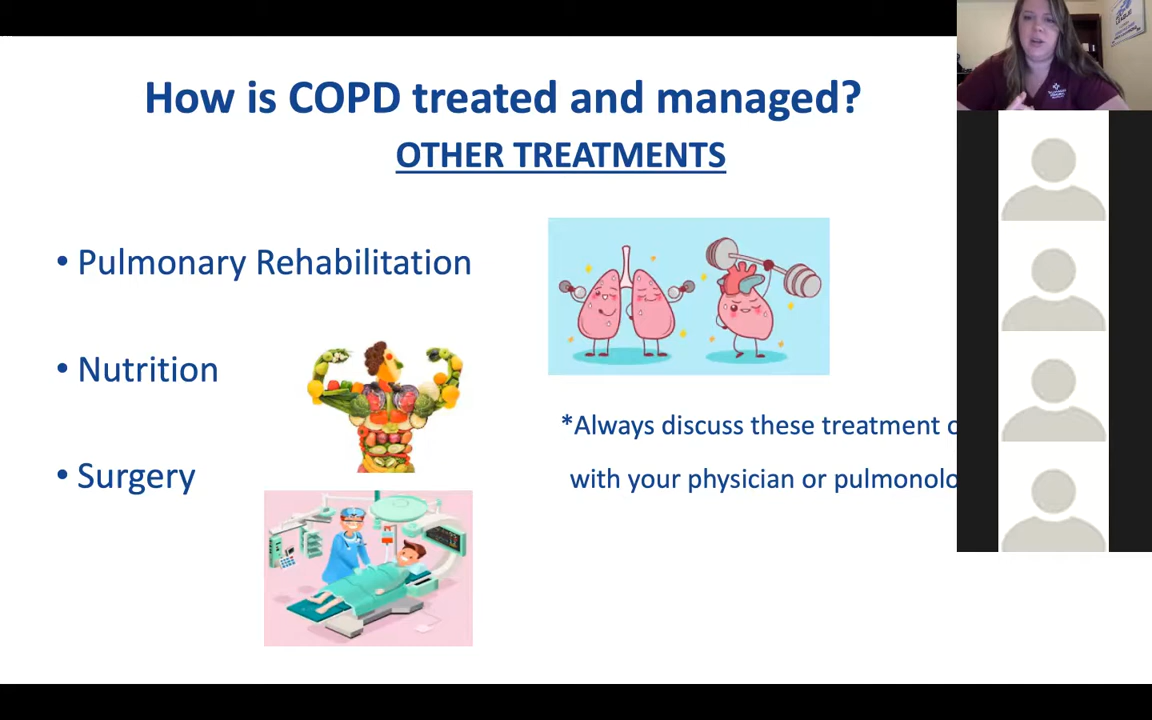 How is COPD treated and managed?
OTHER TREATMENTS
• Pulmonary Rehabilitation
• Nutrition
• Surgery
*Always discuss these treatment
with your physician or